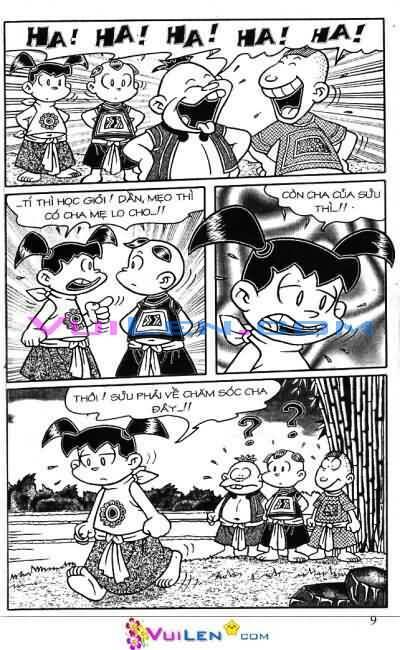 HA! HA! HA! HA! HA!
...TÍ THÌ HỌC GIỎI! DẦN, MẸO THÌ
CÓ CHA MẸ LO CHO...!!
CÒN CHA CỦA SỬU
THÌ...!!
VUILEN.COM
THÔI! SỬU PHẢI VỀ CHĂM SÓC CHA
ĐÂY...!!
? ?
9
VUILEN.COM